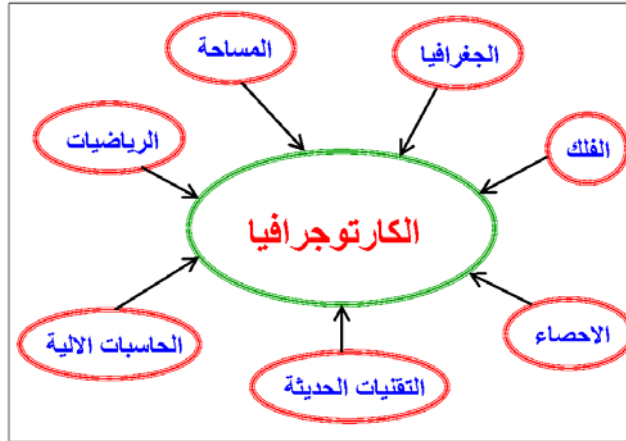 المساحة
الجغرافيا
الرياضيات
الفلك
الكارتوجرافيا
الحاسبات الالية
الاحصاء
التقنيات الحديثة